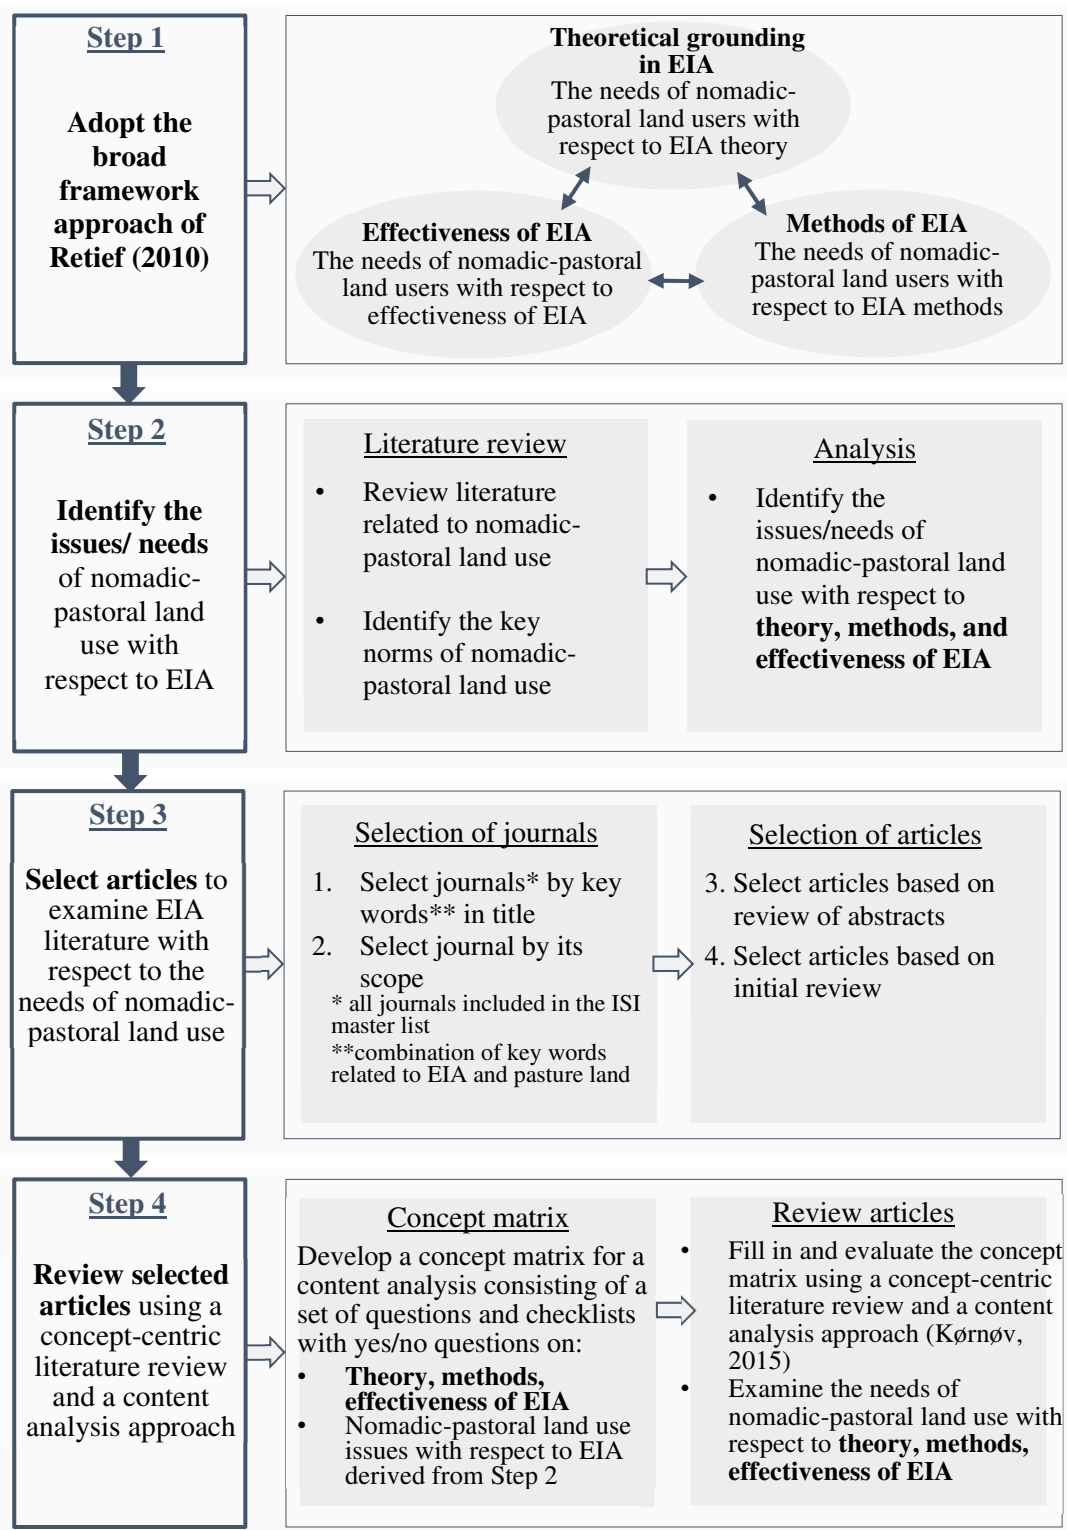 Step 1
Adopt the
broad
framework
approach of
Retief (2010)
Theoretical grounding
in EIA
The needs of nomadic-
pastoral land users with
respect to EIA theory
Effectiveness of EIA
The needs of nomadic-pastoral
land users with respect to
effectiveness of EIA
Methods of EIA
The needs of nomadic-
pastoral land users with
respect to EIA methods
Step 2
Identify the
issues/ needs
of nomadic-
pastoral land
use with
respect to EIA
Literature review
• Review literature
related to nomadic-
pastoral land use
• Identify the key
norms of nomadic-
pastoral land use
Analysis
• Identify the
issues/needs of
nomadic-pastoral land
use with respect to
theory, methods, and
effectiveness of EIA
Step 3
Select articles to
examine EIA
literature with
respect to the
needs of nomadic-
pastoral land use
Selection of journals
1. Select journals* by key
words** in title
2. Select journal by its
scope
* all journals included in the ISI
master list
**combination of key words
related to EIA and pasture land
Selection of articles
3. Select articles based on
review of abstracts
4. Select articles based on
initial review
Step 4
Review selected
articles using a
concept-centric
literature review
and a content
analysis approach
Concept matrix
Develop a concept matrix for a
content analysis consisting of a
set of questions and checklists
with yes/no questions on:
• Theory, methods,
effectiveness of EIA
• Nomadic-pastoral land use
issues with respect to EIA
derived from Step 2
Review articles
• Fill in and evaluate the concept
matrix using a concept-centric
literature review and a content
analysis approach (Kørnøv,
2015)
• Examine the needs of
nomadic-pastoral land use with
respect to theory, methods,
effectiveness of EIA